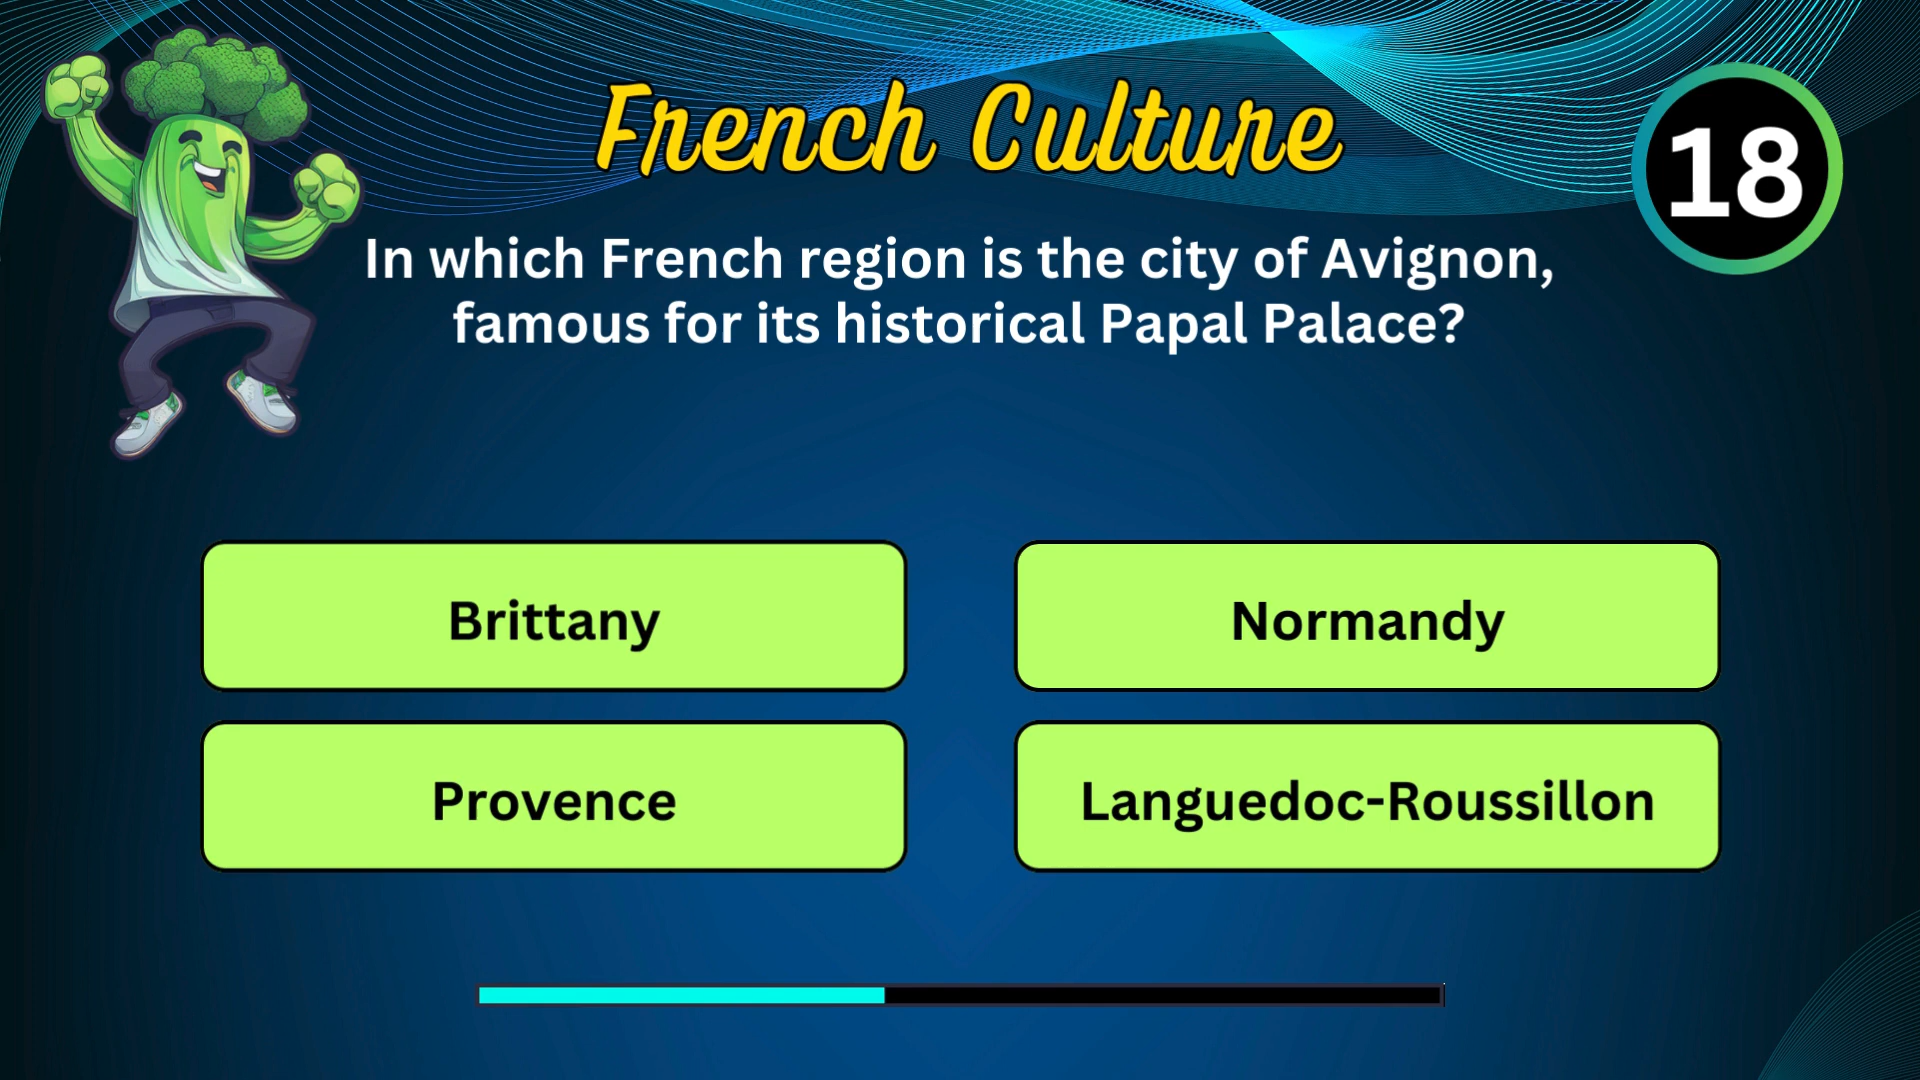 French Culture
18
In which French region is the city of Avignon,
famous for its historical Papal Palace?
Brittany
Normandy
Provence
Languedoc-Roussillon